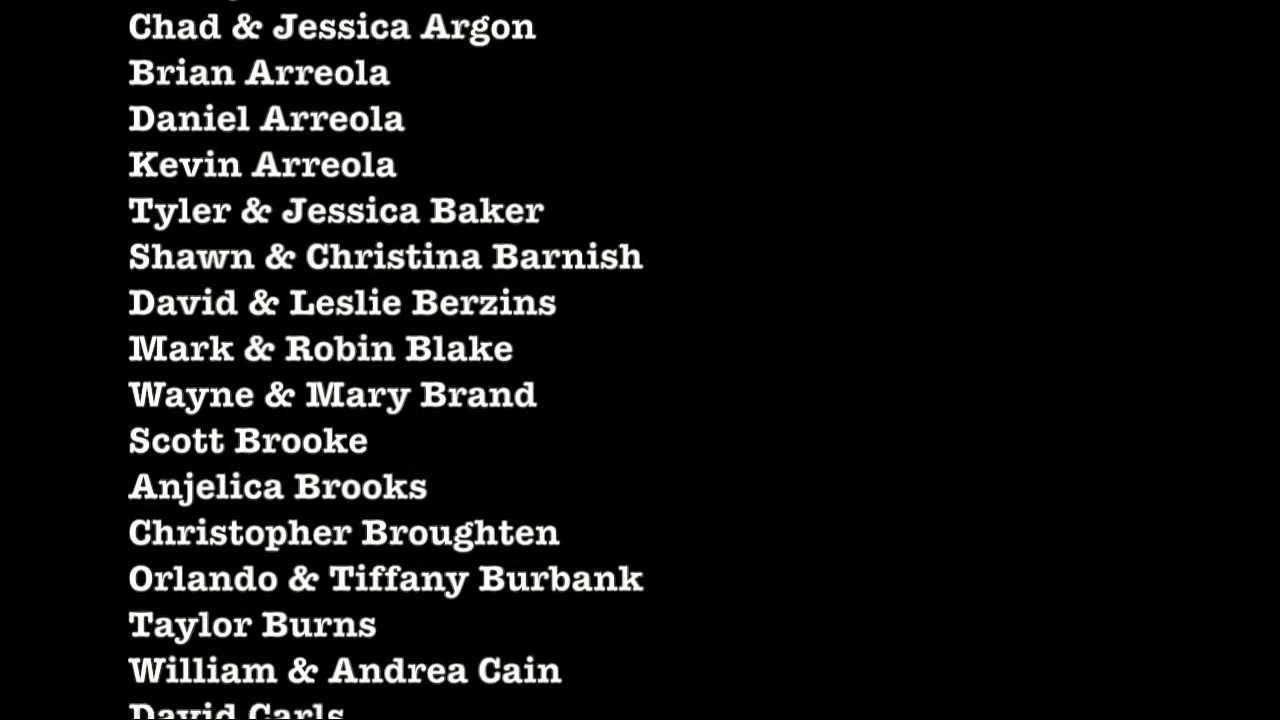 Chad & Jessica Argon
Brian Arreola
Daniel Arreola
Kevin Arreola
Tyler & Jessica Baker
Shawn & Christina Barnish
David & Leslie Berzins
Mark & Robin Blake
Wayne & Mary Brand
Scott Brooke
Anjelica Brooks
Christopher Broughten
Orlando & Tiffany Burbank
Taylor Burns
William & Andrea Cain
David Carls